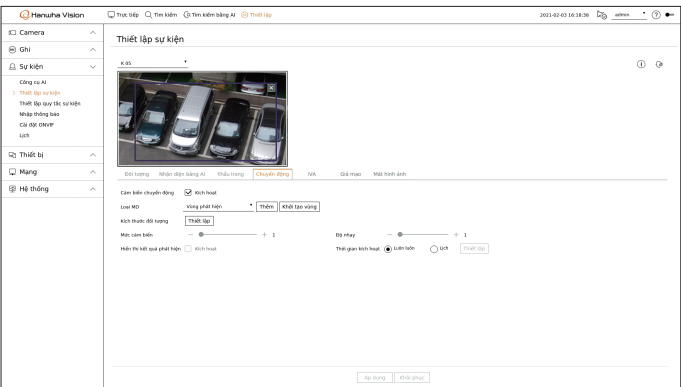 Hanwha Vision
Trực tiếp Tìm kiếm Tìm kiếm bằng AI Thiết lập 2021-02-03 16:18:36 admin ?
Camera
Ghi
Sự kiện
Công cụ AI
Thiết lập sự kiện
Thiết lập quy tắc sự kiện
Nhập thông báo
Cài đặt ONVIF
Lịch
Thiết bị
Mạng
Hệ thống
Thiết lập sự kiện
K 05
Đối tượng Nhận diện bằng AI Khẩu trang Chuyển động IVA Giả mạo Mất hình ảnh
Cảm biến chuyển động Kích hoạt
Loại MD Vùng phát hiện Thêm Khởi tạo vùng
Kích thước đối tượng Thiết lập
Mức cảm biến − + 1 Độ nhạy − + 1
Hiển thị kết quả phát hiện Kích hoạt Thời gian kích hoạt Luôn luôn Lịch Thiết lập
Áp dụng Khôi phục